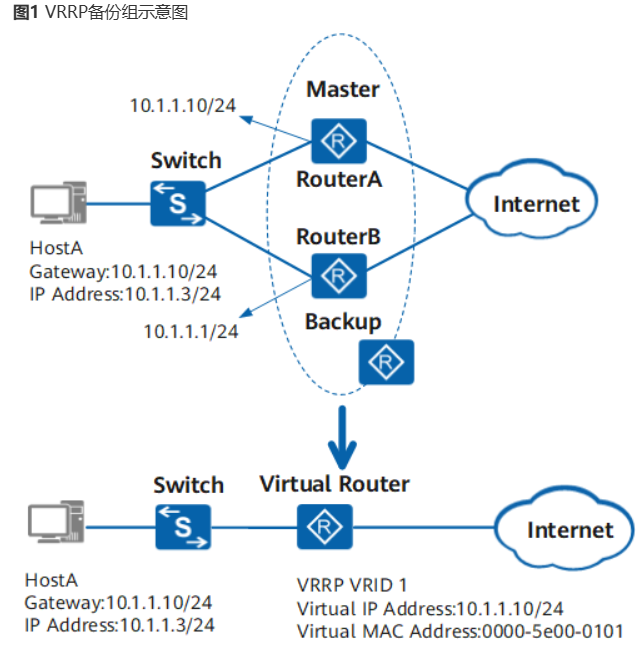 图1 VRRP备份组示意图
Master
10.1.1.10/24
R
Switch
RouterA
S
Internet
RouterB
HostA
Gateway:10.1.1.10/24
IP Address:10.1.1.3/24
R
10.1.1.1/24
Backup
R
Switch
Virtual Router
S
R
Internet
HostA
Gateway:10.1.1.10/24
IP Address:10.1.1.3/24
VRRP VRID 1
Virtual IP Address:10.1.1.10/24
Virtual MAC Address:0000-5e00-0101